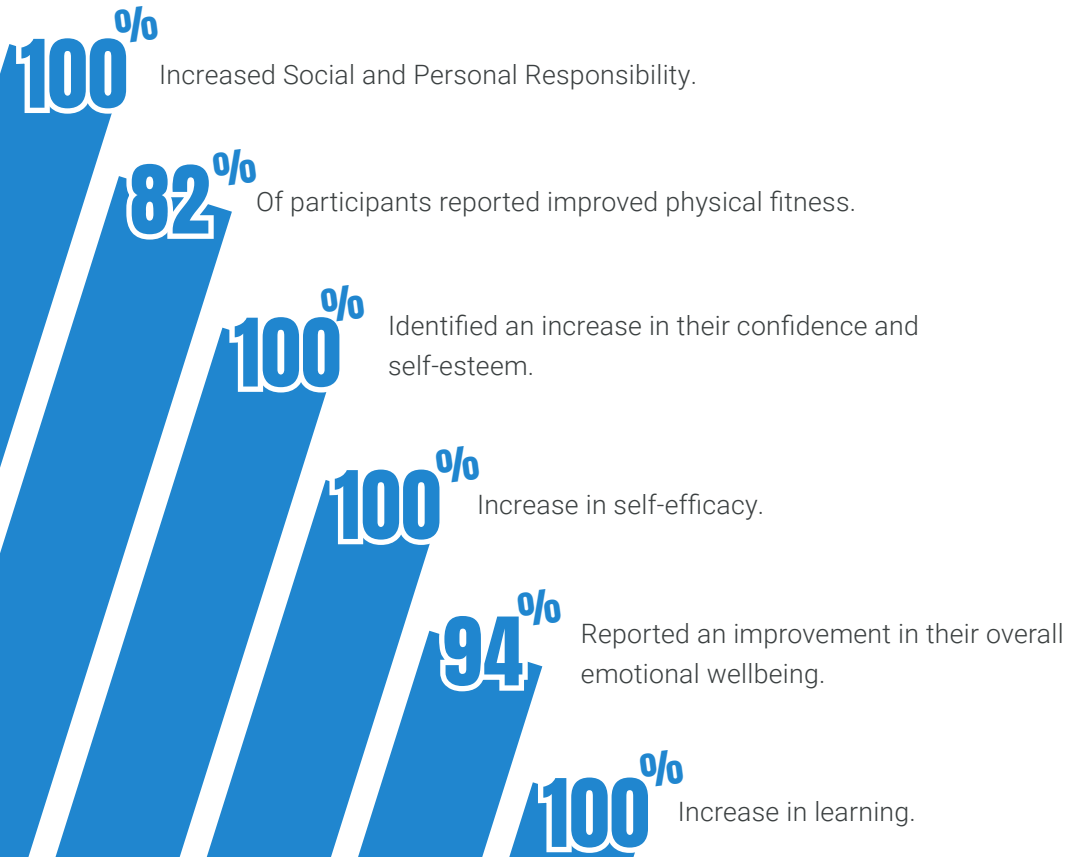 100%
Increased Social and Personal Responsibility.
82%
Of participants reported improved physical fitness.
100%
Identified an increase in their confidence and
self-esteem.
100%
Increase in self-efficacy.
94%
Reported an improvement in their overall
emotional wellbeing.
100%
Increase in learning.